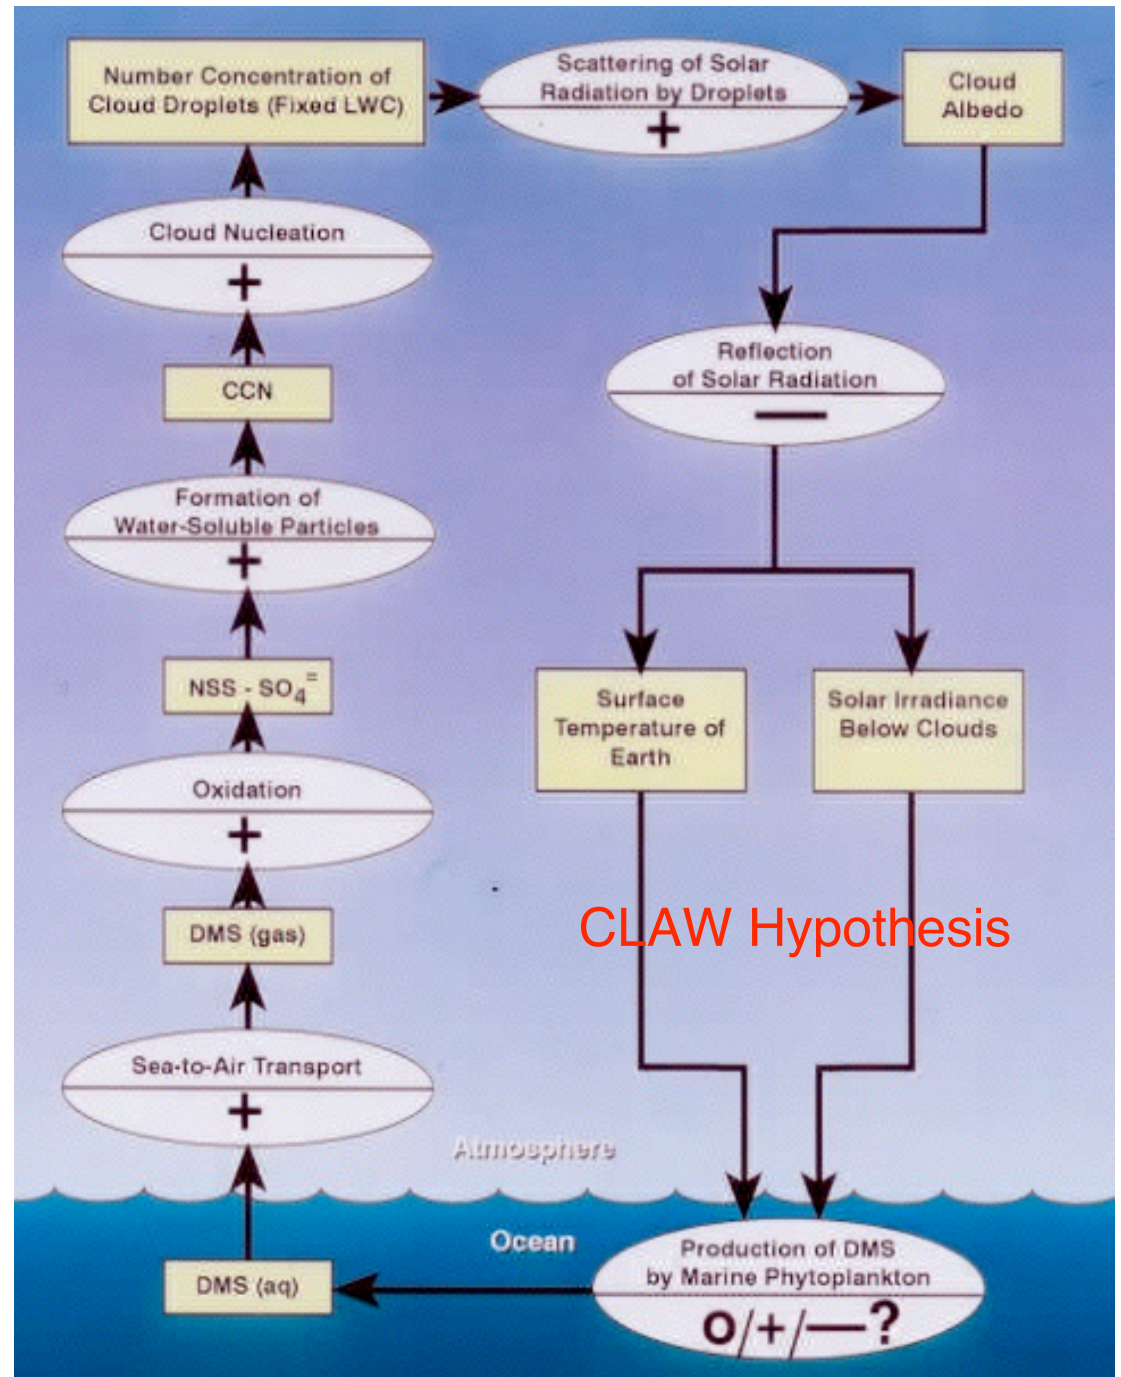 Number Concentration of
Cloud Droplets (Fixed LWC)
Scattering of Solar
Radiation by Droplets
+
Cloud
Albedo
Cloud Nucleation
+
Reflection
of Solar Radiation
—
CCN
Formation of
Water-Soluble Particles
+
NSS - SO4=
Surface
Temperature of
Earth
Solar Irradiance
Below Clouds
Oxidation
+
DMS (gas)
CLAW Hypothesis
Sea-to-Air Transport
+
Atmosphere
Ocean
Production of DMS
by Marine Phytoplankton
O/+/—?
DMS (aq)